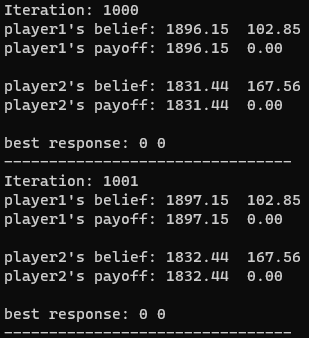 Iteration: 1000
player1's belief: 1896.15  102.85
player1's payoff: 1896.15  0.00
player2's belief: 1831.44  167.56
player2's payoff: 1831.44  0.00
best response: 0 0
--------------------------------
Iteration: 1001
player1's belief: 1897.15  102.85
player1's payoff: 1897.15  0.00
player2's belief: 1832.44  167.56
player2's payoff: 1832.44  0.00
best response: 0 0
--------------------------------